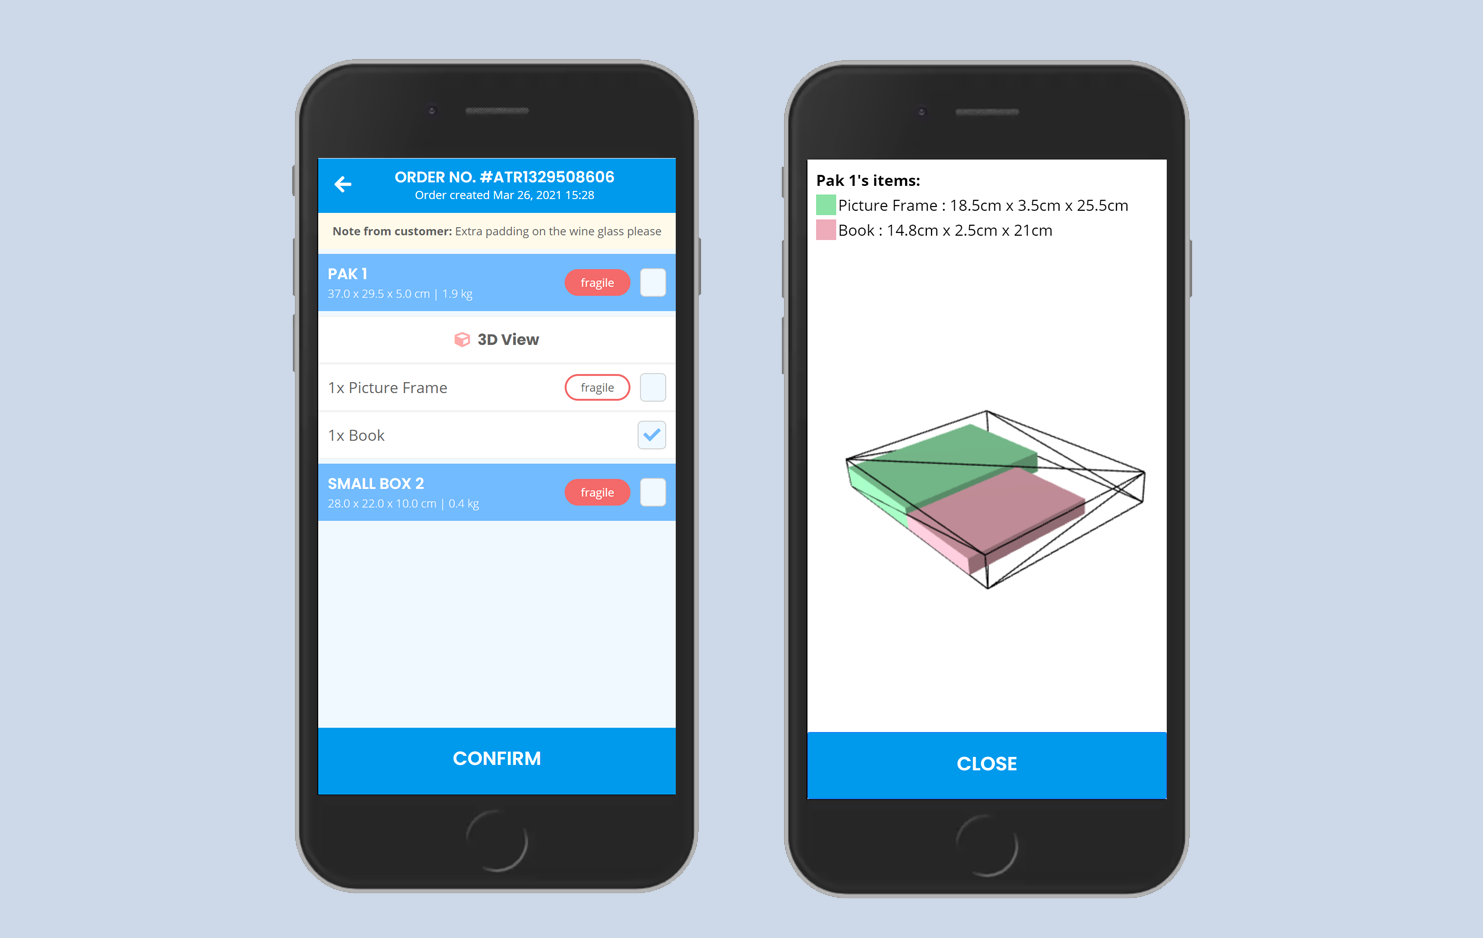 ORDER NO. #ATR1329508606
Order created Mar 26, 2021 15:28
Note from customer: Extra padding on the wine glass please
PAK 1
37.0 x 29.5 x 5.0 cm | 1.9 kg
fragile
3D View
1x Picture Frame
fragile
1x Book
SMALL BOX 2
28.0 x 22.0 x 10.0 cm | 0.4 kg
fragile
CONFIRM
Pak 1's items:
Picture Frame : 18.5cm x 3.5cm x 25.5cm
Book : 14.8cm x 2.5cm x 21cm
CLOSE